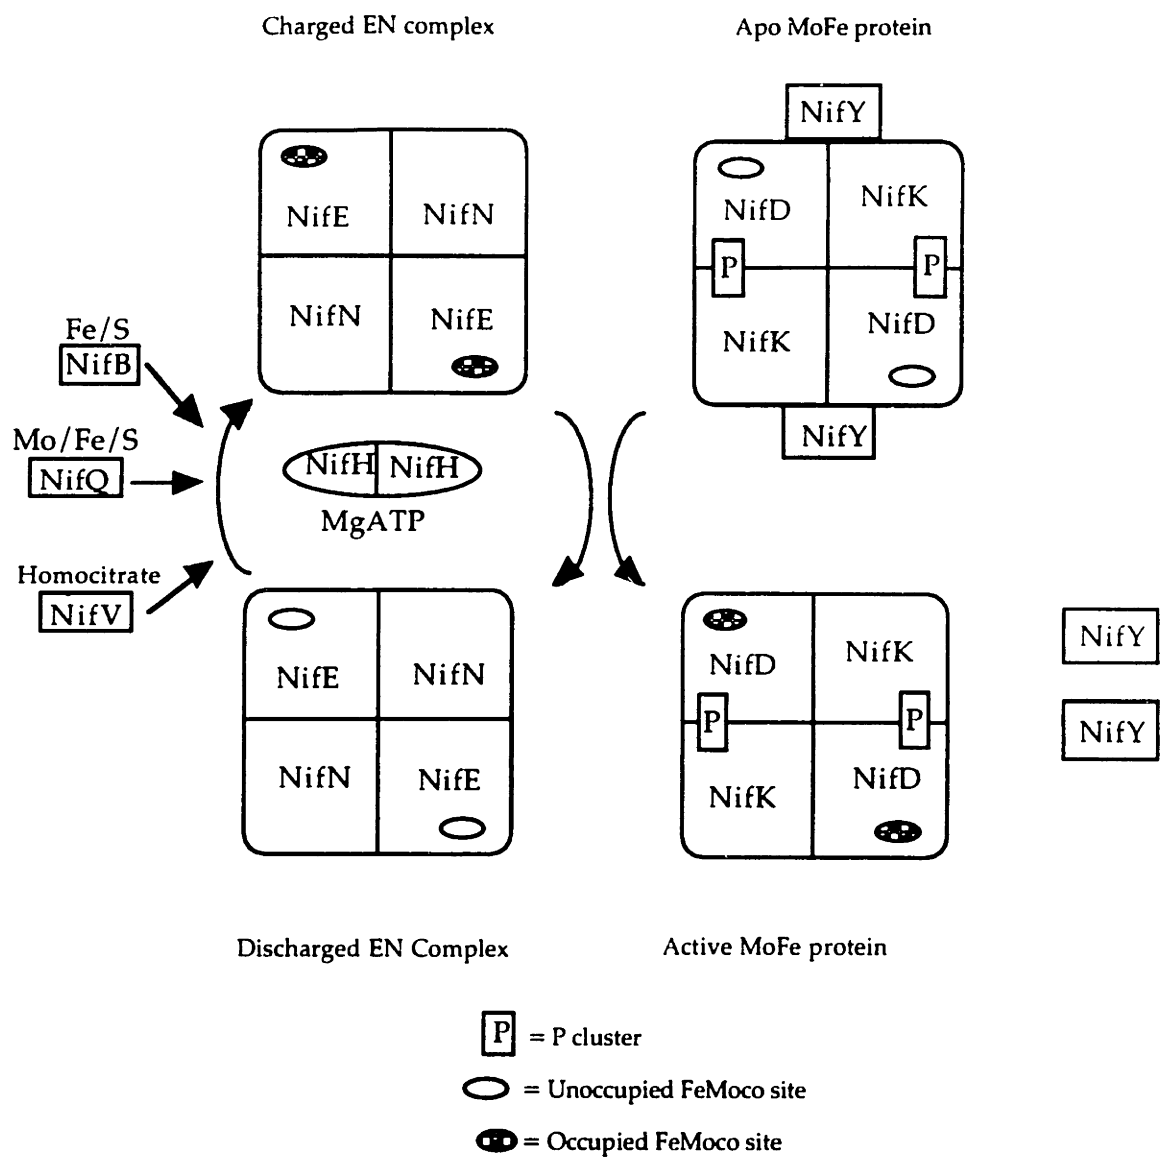 Charged EN complex
Apo MoFe protein
NifY
NifE
NifN
NifN
NifE
NifD
NifK
P
P
NifK
NifD
NifY
Fe/S
NifB
Mo/Fe/S
NifQ
Homocitrate
NifV
NifH NifH
MgATP
NifE
NifN
NifN
NifE
NifD
NifK
P
P
NifK
NifD
NifY
NifY
Discharged EN Complex
Active MoFe protein
P = P cluster
= Unoccupied FeMoco site
= Occupied FeMoco site